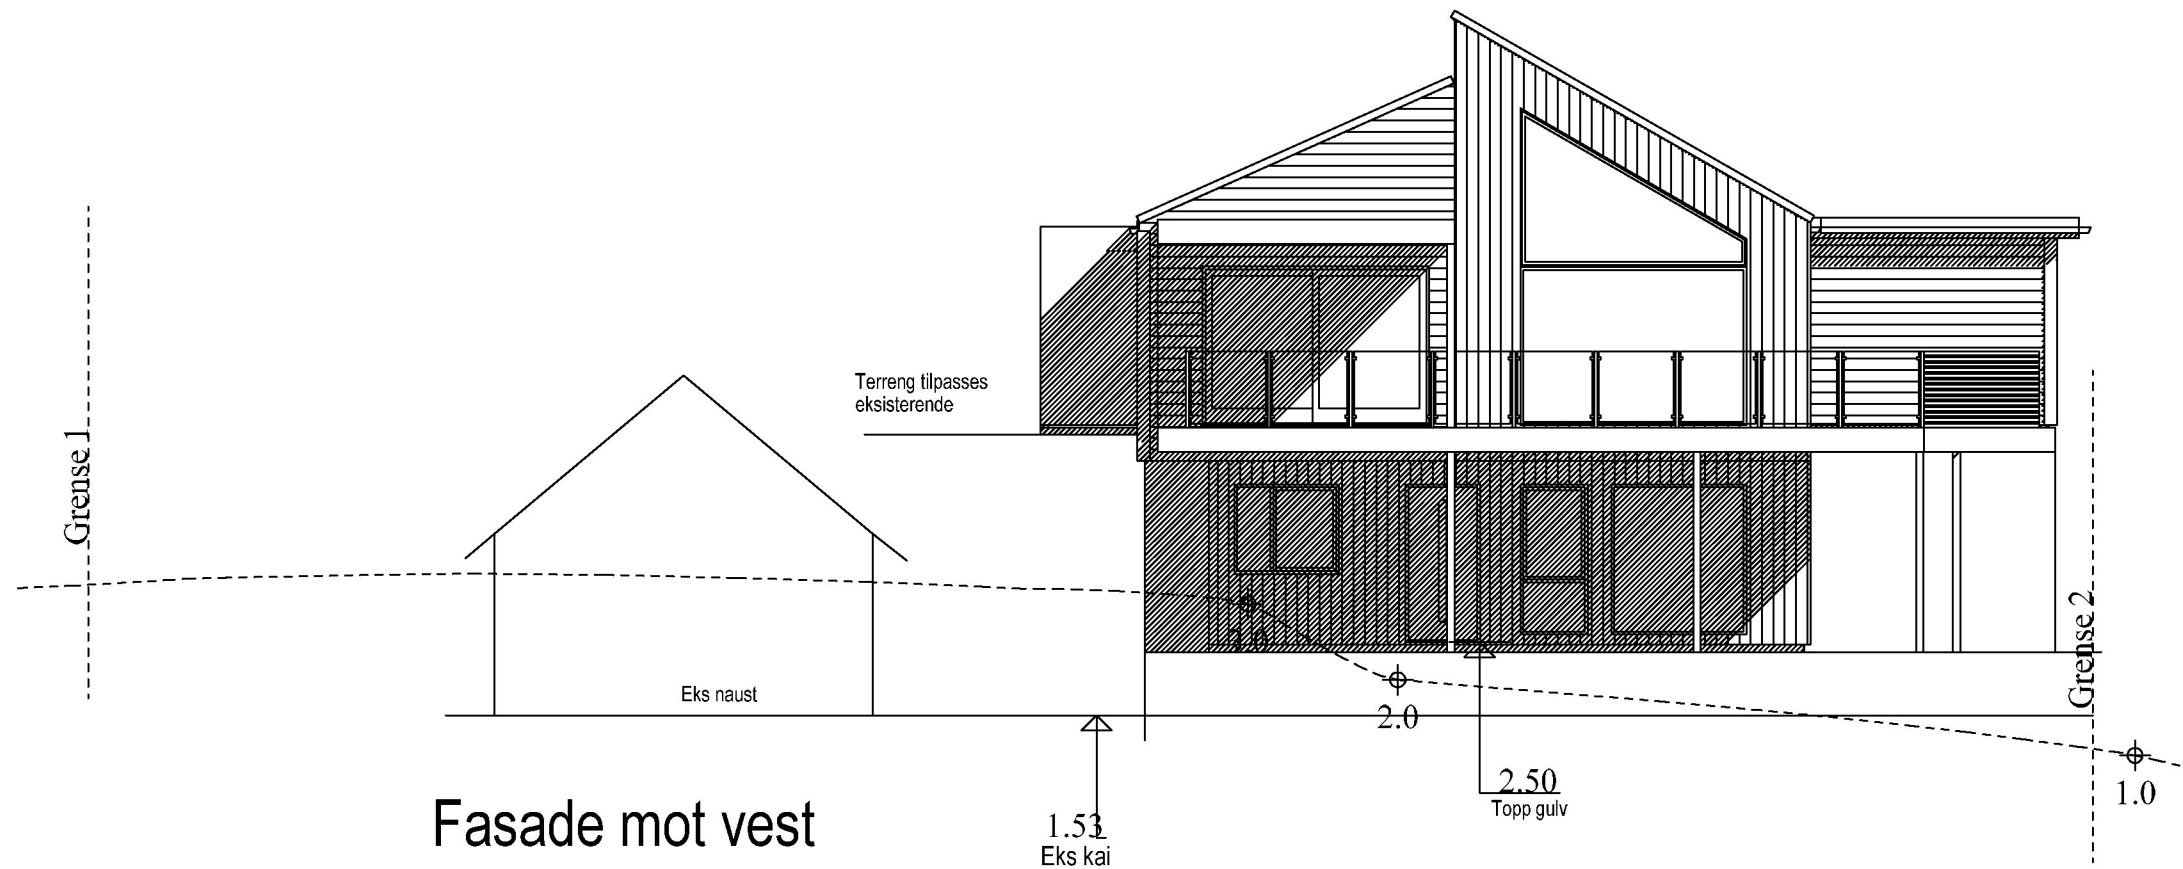 Terreng tilpasses
eksisterende
Grense 1
Grense 2
3.0
Eks naust
2.0
2.50
Topp gulv
1.0
Fasade mot vest
1.53
Eks kai